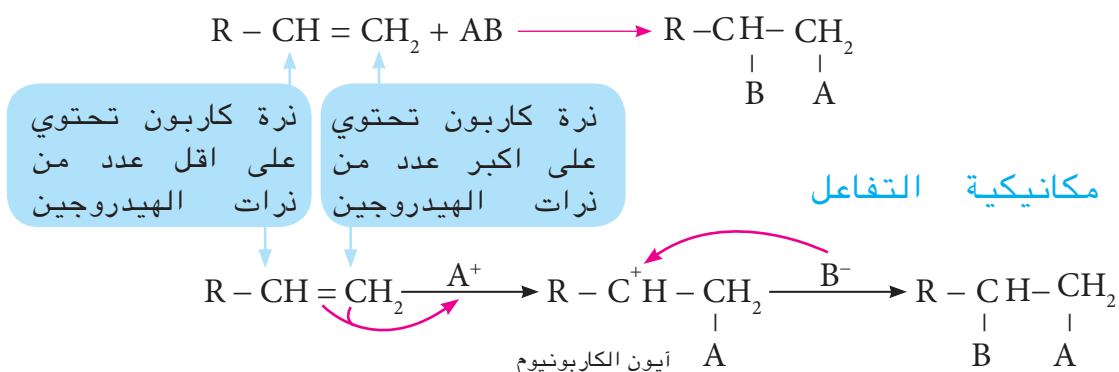 R – CH = CH₂ + AB ⟶ R –CH– CH₂
B A
ذرة كاربون تحتوي
على اقل عدد من
ذرات الهيدروجين
ذرة كاربون تحتوي
على اكبر عدد من
ذرات الهيدروجين
مكانيكية التفاعل
R – CH = CH₂ A⁺ ⟶ R – C⁺H – CH₂ B⁻ ⟶ R – CH– CH₂
A B A
آيون الكاربونيوم